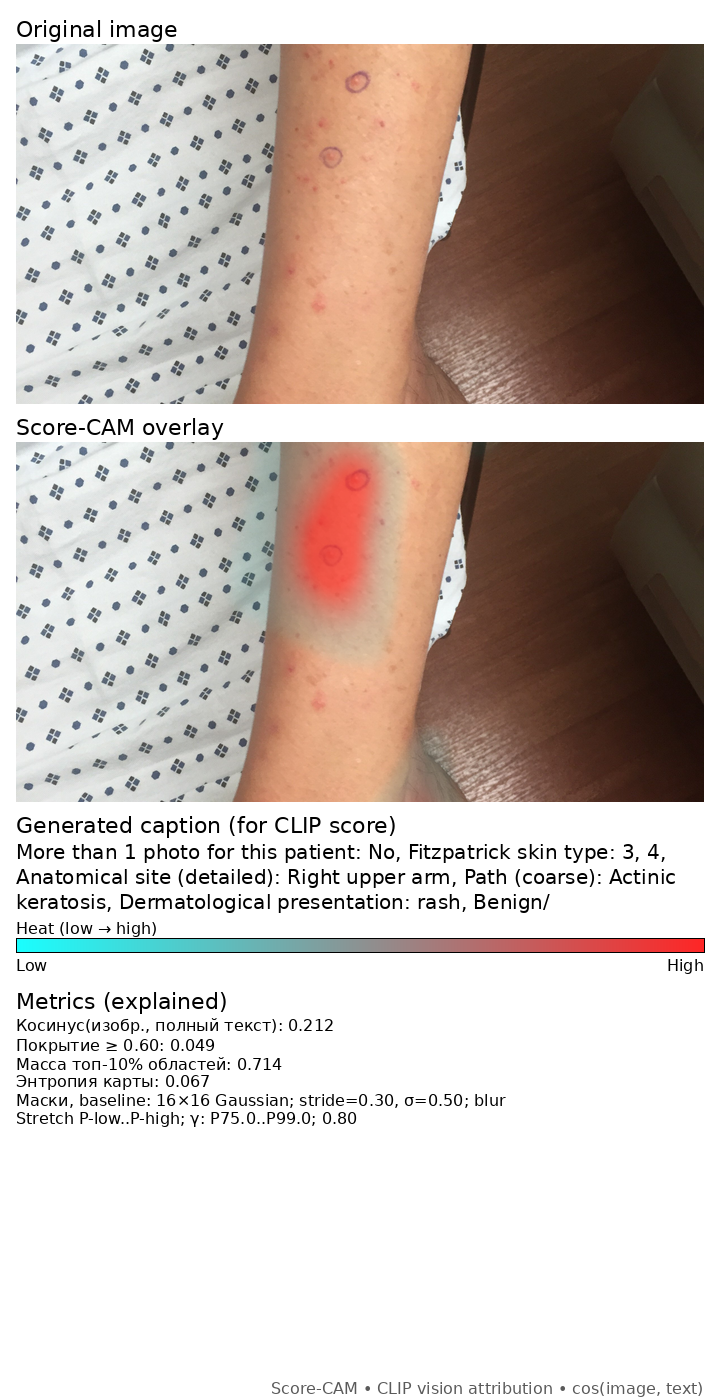 Original image
Score-CAM overlay
Generated caption (for CLIP score)
More than 1 photo for this patient: No, Fitzpatrick skin type: 3, 4,
Anatomical site (detailed): Right upper arm, Path (coarse): Actinic
keratosis, Dermatological presentation: rash, Benign/
Heat (low → high)
Low High
Metrics (explained)
Косинус(изобр., полный текст): 0.212
Покрытие ≥ 0.60: 0.049
Масса топ-10% областей: 0.714
Энтропия карты: 0.067
Маски, baseline: 16×16 Gaussian; stride=0.30, σ=0.50; blur
Stretch P-low..P-high; γ: P75.0..P99.0; 0.80
Score-CAM • CLIP vision attribution • cos(image, text)